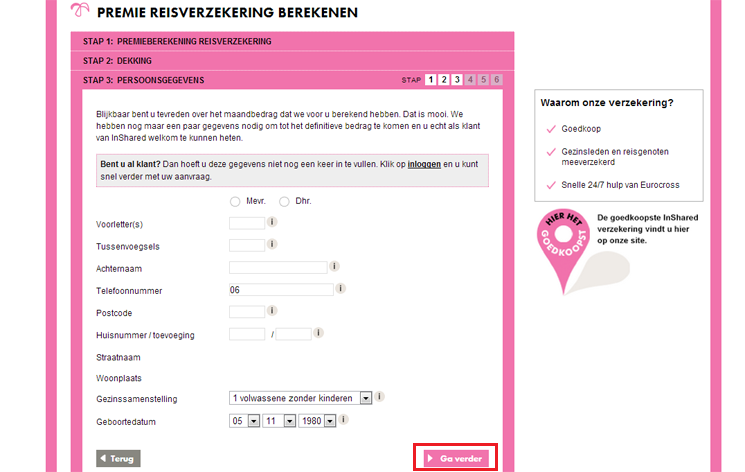 PREMIE REISVERZEKERING BEREKENEN
STAP 1: PREMIEBEREKENING REISVERZEKERING
STAP 2: DEKKING
STAP 3: PERSOONSGEGEVENS
STAP 1 2 3 4 5 6
Blijkbaar bent u tevreden over het maandbedrag dat we voor u berekend hebben. Dat is mooi. We
hebben nog maar een paar gegevens nodig om tot het definitieve bedrag te komen en u echt als klant
van InShared welkom te kunnen heten.
Bent u al klant? Dan hoeft u deze gegevens niet nog een keer in te vullen. Klik op inloggen en u kunt
snel verder met uw aanvraag.
Mevr. Dhr.
Voorletter(s) i
Tussenvoegsels i
Achternaam i
Telefoonnummer 06 i
Postcode i
Huisnummer / toevoeging / i
Straatnaam
Woonplaats
Gezinssamenstelling 1 volwassene zonder kinderen i
Geboortedatum 05 11 1980 i
Terug
Ga verder
Waarom onze verzekering?
Goedkoop
Gezinsleden en reisgenoten
meeverzekerd
Snelle 24/7 hulp van Eurocross
HIER HET
GOEDKOOPST
De goedkoopste InShared
verzekering vindt u hier
op onze site.